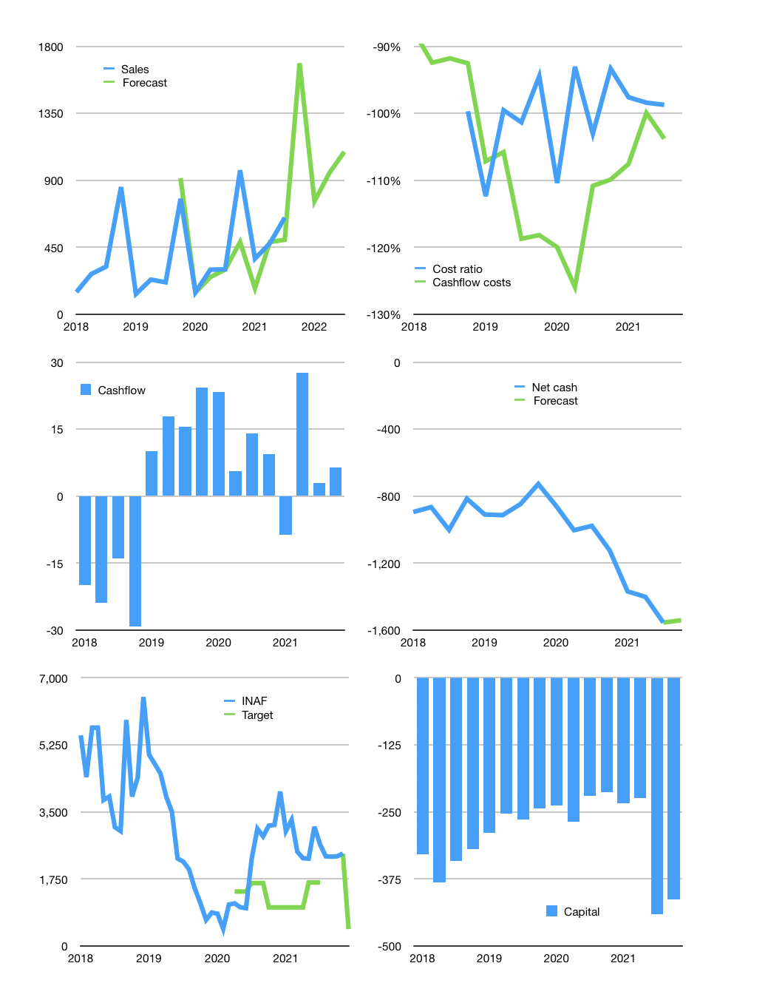 1800
Sales
Forecast
1350
900
450
0
2018 2019 2020 2021 2022
-90%
-100%
-110%
-120%
Cost ratio
Cashflow costs
-130%
2018 2019 2020 2021
30
Cashflow
15
0
-15
-30
2018 2019 2020 2021
0
Net cash
Forecast
-400
-800
-1,200
-1,600
2018 2019 2020 2021
7,000
INAF
Target
5,250
3,500
1,750
0
2018 2019 2020 2021
0
-125
-250
-375
Capital
-500
2018 2019 2020 2021